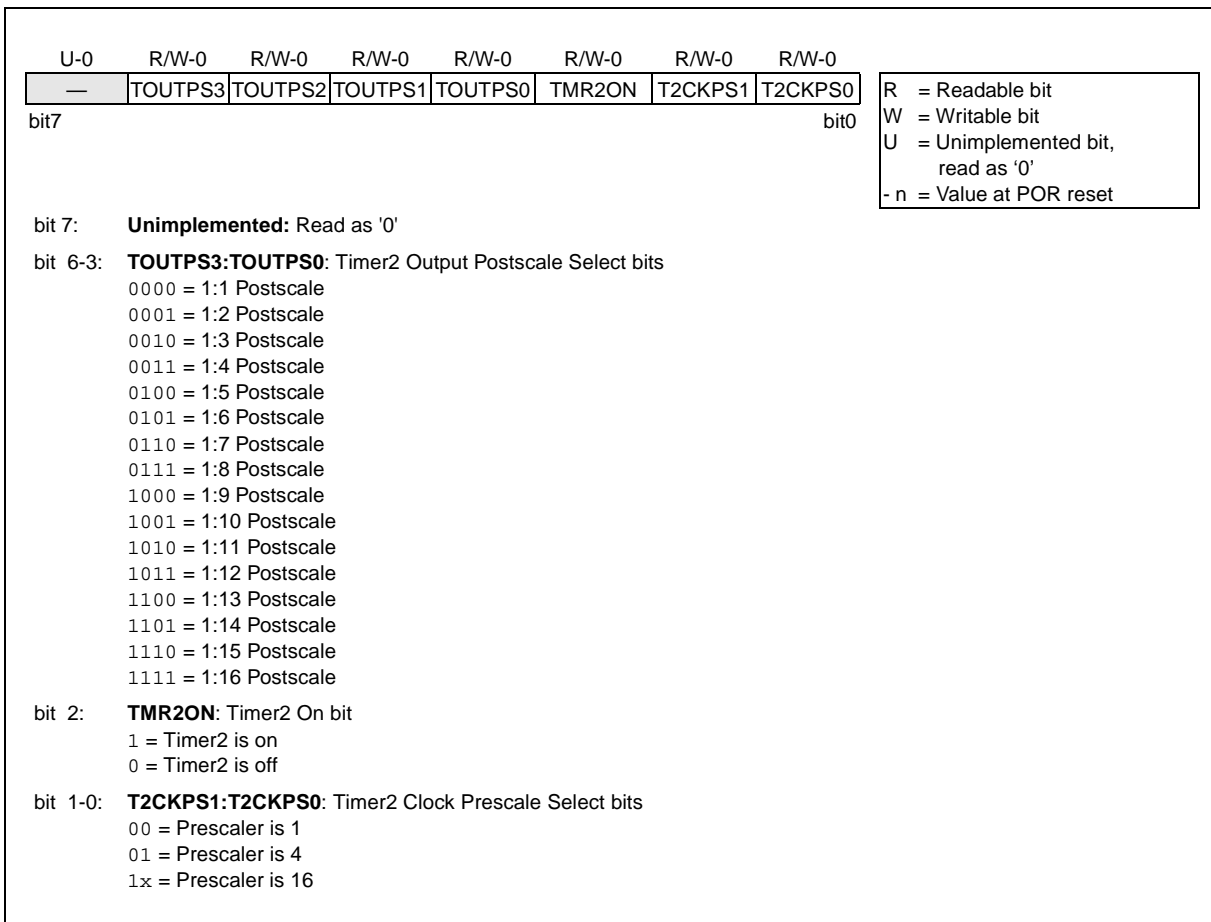 U-0 R/W-0 R/W-0 R/W-0 R/W-0 R/W-0 R/W-0 R/W-0
— TOUTPS3 TOUTPS2 TOUTPS1 TOUTPS0 TMR2ON T2CKPS1 T2CKPS0
bit7 bit0
R = Readable bit
W = Writable bit
U = Unimplemented bit,
read as ‘0’
- n = Value at POR reset
bit 7: Unimplemented: Read as '0'
bit 6-3: TOUTPS3:TOUTPS0: Timer2 Output Postscale Select bits
0000 = 1:1 Postscale
0001 = 1:2 Postscale
0010 = 1:3 Postscale
0011 = 1:4 Postscale
0100 = 1:5 Postscale
0101 = 1:6 Postscale
0110 = 1:7 Postscale
0111 = 1:8 Postscale
1000 = 1:9 Postscale
1001 = 1:10 Postscale
1010 = 1:11 Postscale
1011 = 1:12 Postscale
1100 = 1:13 Postscale
1101 = 1:14 Postscale
1110 = 1:15 Postscale
1111 = 1:16 Postscale
bit 2: TMR2ON: Timer2 On bit
1 = Timer2 is on
0 = Timer2 is off
bit 1-0: T2CKPS1:T2CKPS0: Timer2 Clock Prescale Select bits
00 = Prescaler is 1
01 = Prescaler is 4
1x = Prescaler is 16